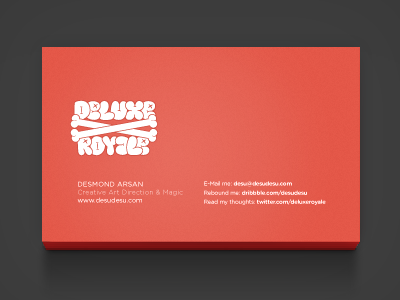 DELUXE
ROYALE
DESMOND ARSAN
Creative Art Direction & Magic
www.desudesu.com
E-Mail me: desu@desudesu.com
Rebound me: dribbble.com/desudesu
Read my thoughts: twitter.com/deluxeroyale